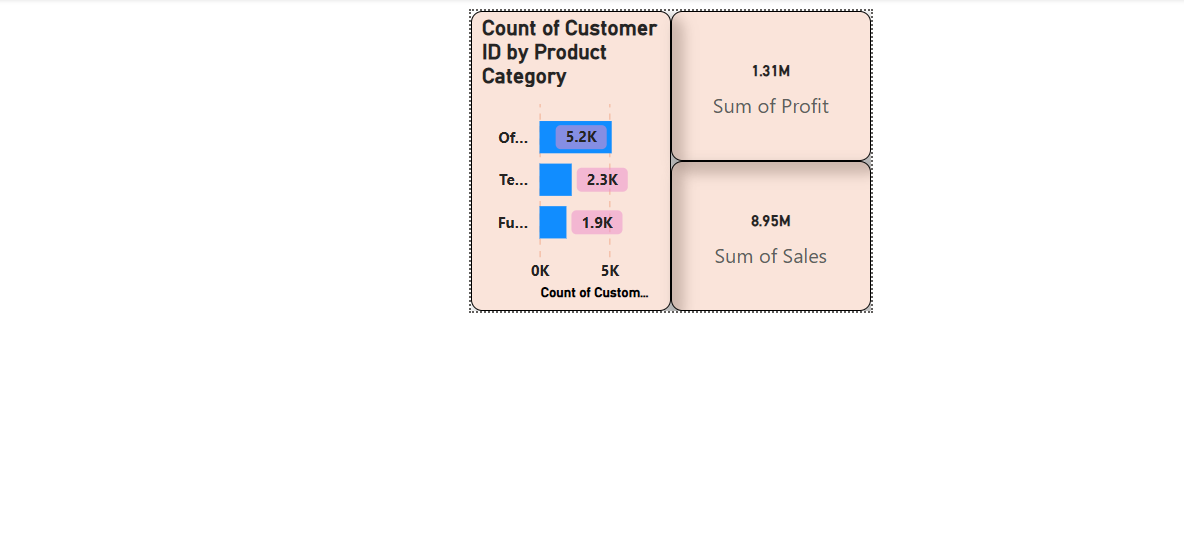 Count of Customer
ID by Product
Category
Of...
5.2K
Te...
2.3K
Fu...
1.9K
0K
5K
Count of Custom...
1.31M
Sum of Profit
8.95M
Sum of Sales